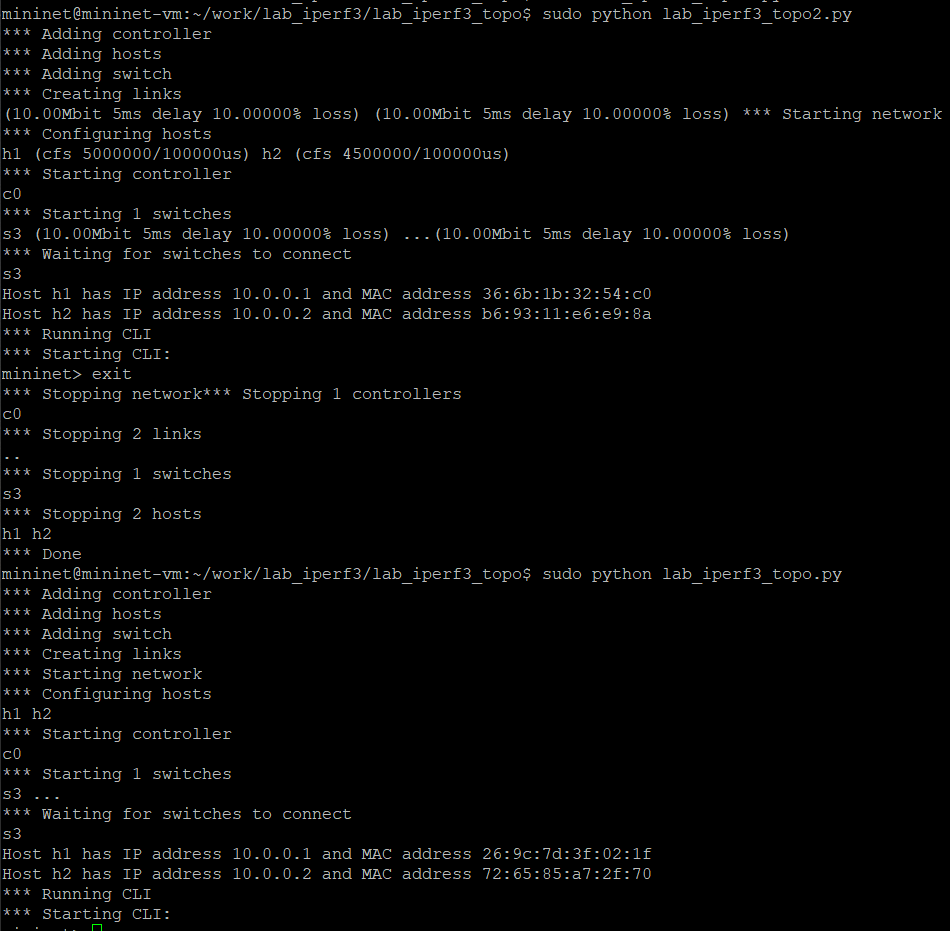 mininet@mininet-vm:~/work/lab_iperf3/lab_iperf3_topo$ sudo python lab_iperf3_topo2.py
*** Adding controller
*** Adding hosts
*** Adding switch
*** Creating links
(10.00Mbit 5ms delay 10.00000% loss) (10.00Mbit 5ms delay 10.00000% loss) *** Starting network
*** Configuring hosts
h1 (cfs 5000000/100000us) h2 (cfs 4500000/100000us)
*** Starting controller
c0
*** Starting 1 switches
s3 (10.00Mbit 5ms delay 10.00000% loss) ...(10.00Mbit 5ms delay 10.00000% loss)
*** Waiting for switches to connect
s3
Host h1 has IP address 10.0.0.1 and MAC address 36:6b:1b:32:54:c0
Host h2 has IP address 10.0.0.2 and MAC address b6:93:11:e6:e9:8a
*** Running CLI
*** Starting CLI:
mininet> exit
*** Stopping network*** Stopping 1 controllers
c0
*** Stopping 2 links
..
*** Stopping 1 switches
s3
*** Stopping 2 hosts
h1 h2
*** Done
mininet@mininet-vm:~/work/lab_iperf3/lab_iperf3_topo$ sudo python lab_iperf3_topo.py
*** Adding controller
*** Adding hosts
*** Adding switch
*** Creating links
*** Starting network
*** Configuring hosts
h1 h2
*** Starting controller
c0
*** Starting 1 switches
s3 ...
*** Waiting for switches to connect
s3
Host h1 has IP address 10.0.0.1 and MAC address 26:9c:7d:3f:02:1f
Host h2 has IP address 10.0.0.2 and MAC address 72:65:85:a7:2f:70
*** Running CLI
*** Starting CLI: